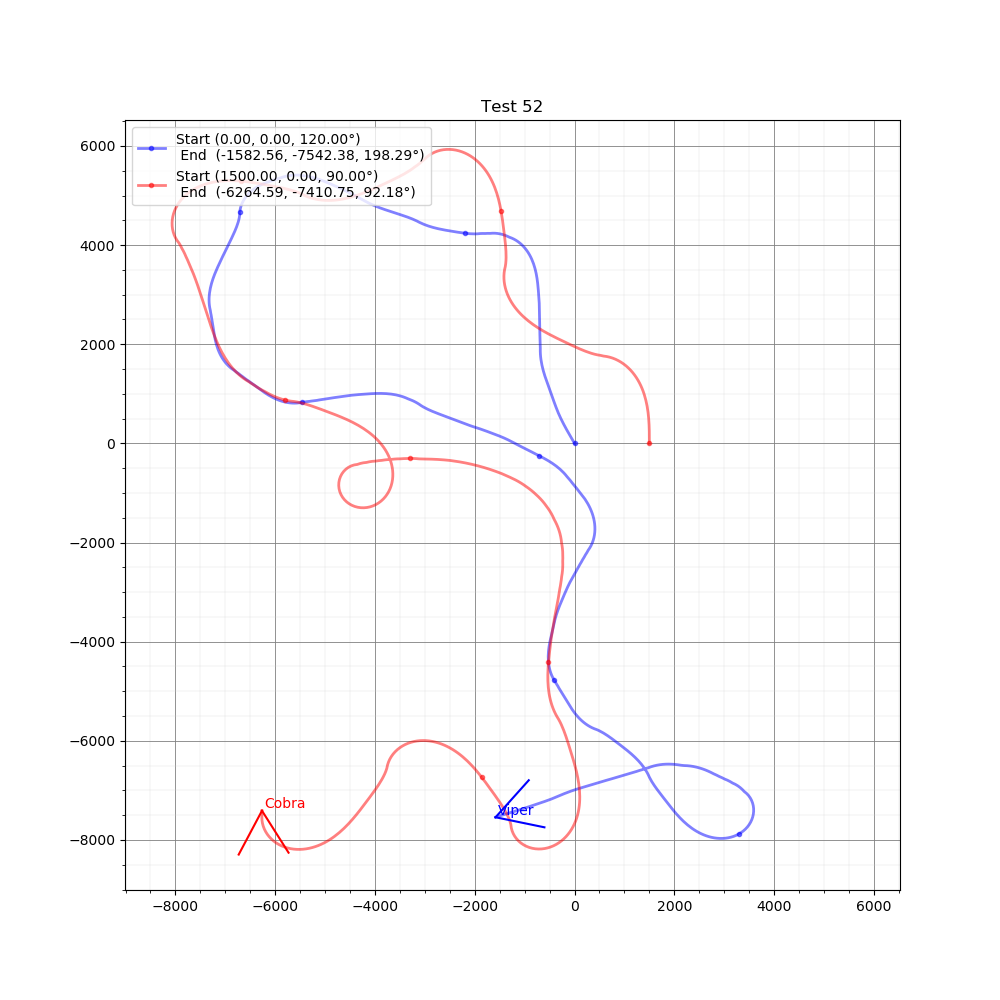 Test 52
Start (0.00, 0.00, 120.00°)
End (-1582.56, -7542.38, 198.29°)
Start (1500.00, 0.00, 90.00°)
End (-6264.59, -7410.75, 92.18°)
6000
4000
2000
0
−2000
−4000
−6000
−8000
Cobra
Viper
−8000 −6000 −4000 −2000 0 2000 4000 6000